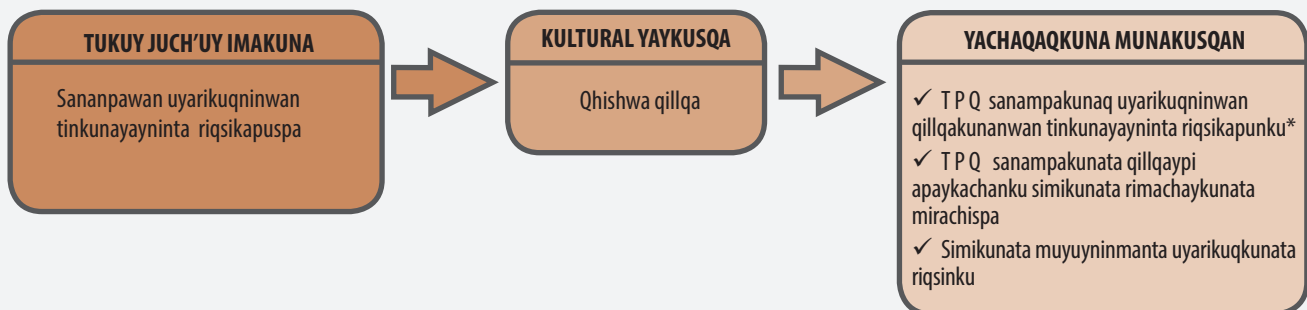 TUKUY JUCH’UY IMAKUNA
Sananpawan uyarikuqninwan
tinkunayayninta riqsikapuspa
KULTURAL YAYKUSQA
Qhishwa qillqa
YACHAQAQKUNA MUNAKUSQAN
✓ T P Q sanampakunaq uyarikuqninwan
qillqakunanwan tinkunayayninta riqsikapunku*
✓ T P Q sanampakunata qillqaypi
apaykachanku simikunata rimachaykunata
mirachispa
✓ Simikunata muyuyninmanta uyarikuqkunata
riqsinku